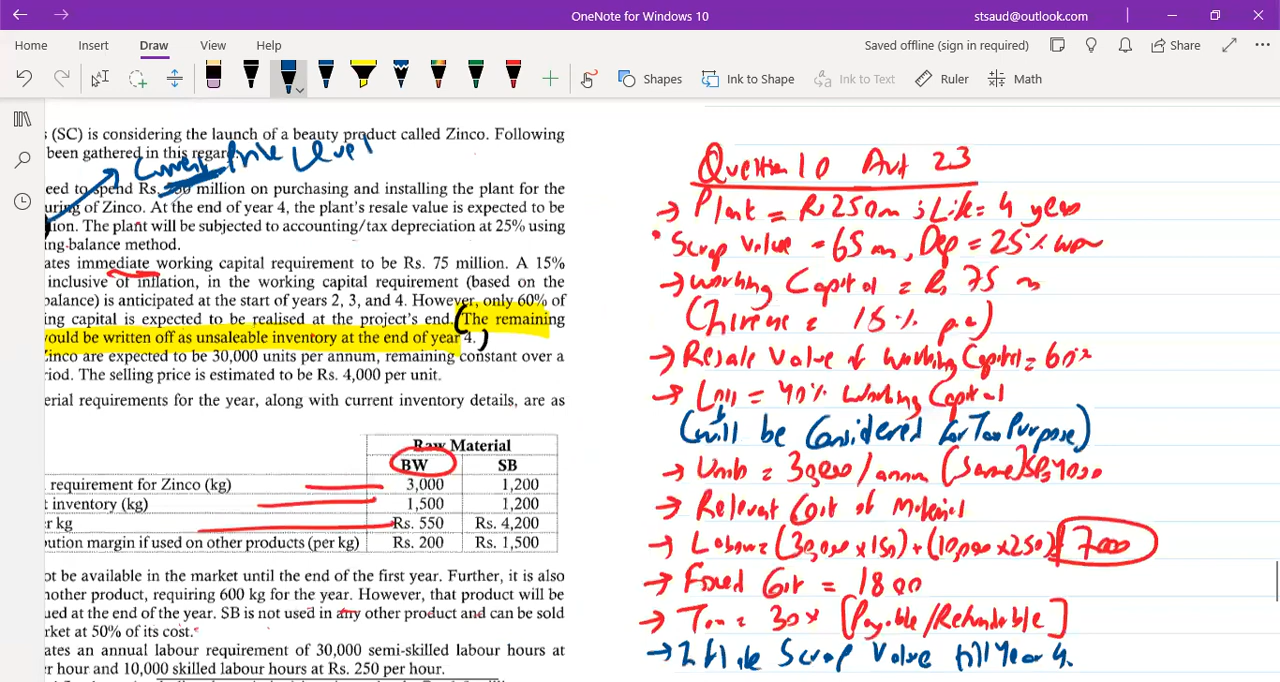 OneNote for Windows 10
stsaud@outlook.com
Home Insert Draw View Help
Saved offline (sign in required) Share
Shapes Ink to Shape Ink to Text Ruler Math
(SC) is considering the launch of a beauty product called Zinco. Following
been gathered in this regard
Current Price Level
eed to spend Rs. million on purchasing and installing the plant for the
uring of Zinco. At the end of year 4, the plant's resale value is expected to be
ion. The plant will be subjected to accounting/tax depreciation at 25% using
ng-balance method.
ates immediate working capital requirement to be Rs. 75 million. A 15%
inclusive of inflation, in the working capital requirement (based on the
balance) is anticipated at the start of years 2, 3, and 4. However, only 60% of
ng capital is expected to be realised at the project's end. (The remaining
ould be written off as unsaleable inventory at the end of year 4.)
Zinco are expected to be 30,000 units per annum, remaining constant over a
riod. The selling price is estimated to be Rs. 4,000 per unit.
erial requirements for the year, along with current inventory details, are as
Raw Material
BW SB
requirement for Zinco (kg) 3,000 1,200
t inventory (kg) 1,500 1,200
er kg Rs. 550 Rs. 4,200
bution margin if used on other products (per kg) Rs. 200 Rs. 1,500
ot be available in the market until the end of the first year. Further, it is also
nother product, requiring 600 kg for the year. However, that product will be
ued at the end of the year. SB is not used in any other product and can be sold
rket at 50% of its cost.
ates an annual labour requirement of 30,000 semi-skilled labour hours at
r hour and 10,000 skilled labour hours at Rs. 250 per hour.
Question 10 Aut 23
→ Plant = Rs 250m ; Life = 4 years
• Scrap Value = 65 m, Dep = 25%
→ Working Capital = Rs 75 m
(Increase = 15% p.a)
→ Resale Value of Working Capital = 60%
→ Loss = 40% Working Capital
(will be Considered for Tax Purpose)
→ Units = 30,000/annum (Same) SP 4000
→ Relevant Cost of Material
→ Labour = (30,000 x 150) + (10,000 x 250) 7000
→ Fixed Cost = 1800
→ Tax = 30% [Payable/Refundable]
→ Inflate Scrap Value till Year 4.